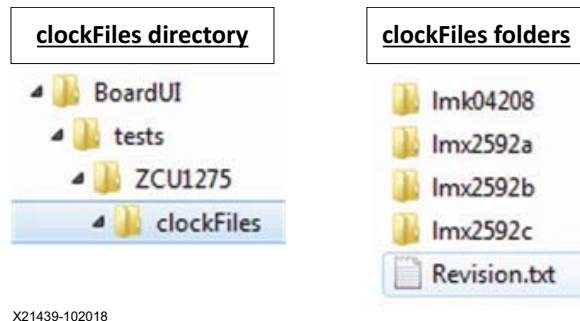 clockFiles directory
BoardUI
tests
ZCU1275
clockFiles
clockFiles folders
lmk04208
lmx2592a
lmx2592b
lmx2592c
Revision.txt
X21439-102018